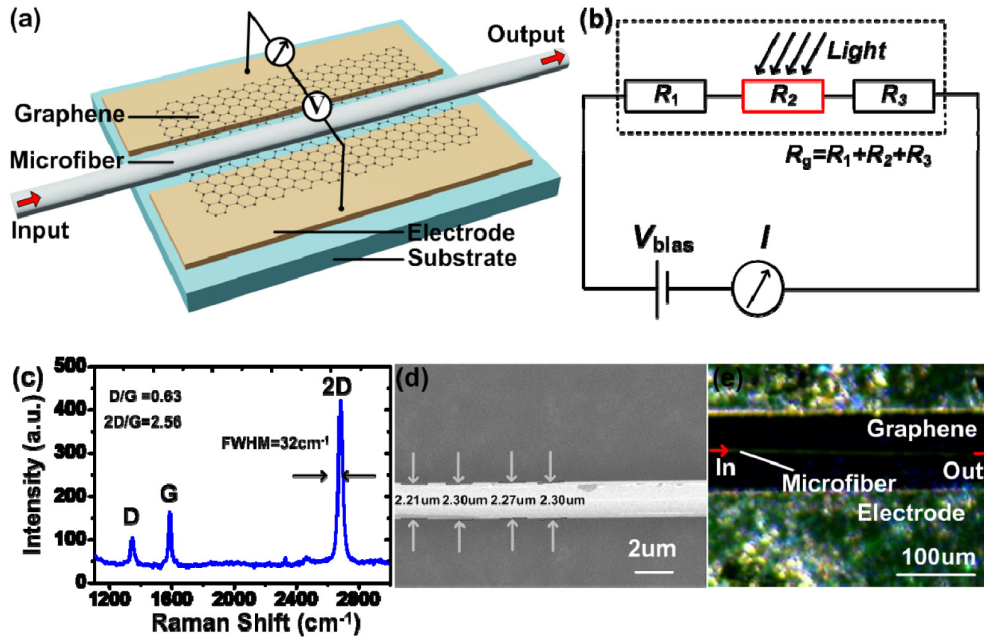 (a)
Output
Graphene
Microfiber
Input
V
Electrode
Substrate
(b)
Light
R1
R2
R3
Rg=R1+R2+R3
Vbias
I
(c)
500
400
300
200
100
0
Intensity (a.u.)
D/G =0.63
2D/G=2.56
2D
FWHM=32cm-1
G
D
1200
1600
2000
2400
2800
Raman Shift (cm-1)
(d)
2.21um
2.30um
2.27um
2.30um
2um
(e)
Graphene
In
Out
Microfiber
Electrode
100um